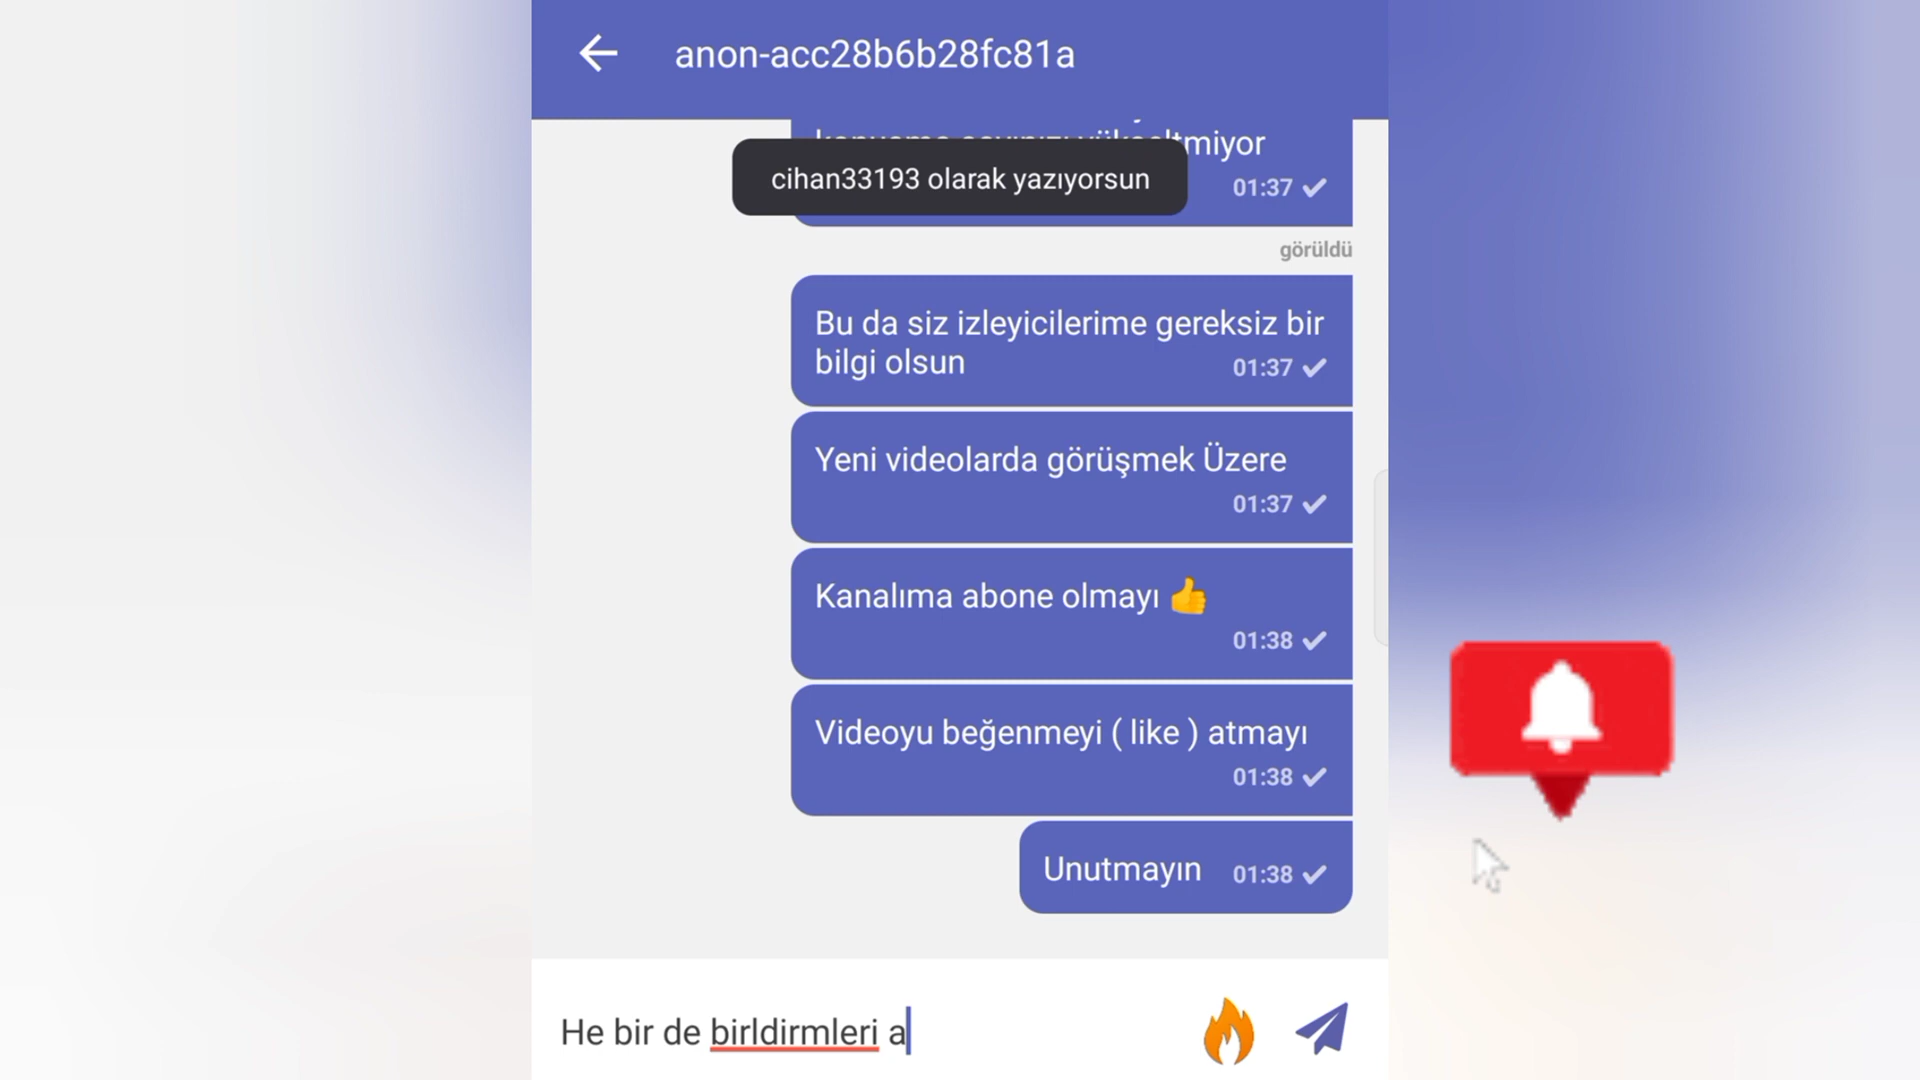 anon-acc28b6b28fc81a
cihan33193 olarak yazıyorsun
01:37
görüldü
Bu da siz izleyicilerime gereksiz bir
bilgi olsun
01:37
Yeni videolarda görüşmek Üzere
01:37
Kanalıma abone olmayı 👍
01:38
Videoyu beğenmeyi ( like ) atmayı
01:38
Unutmayın 01:38
He bir de birldirmleri a